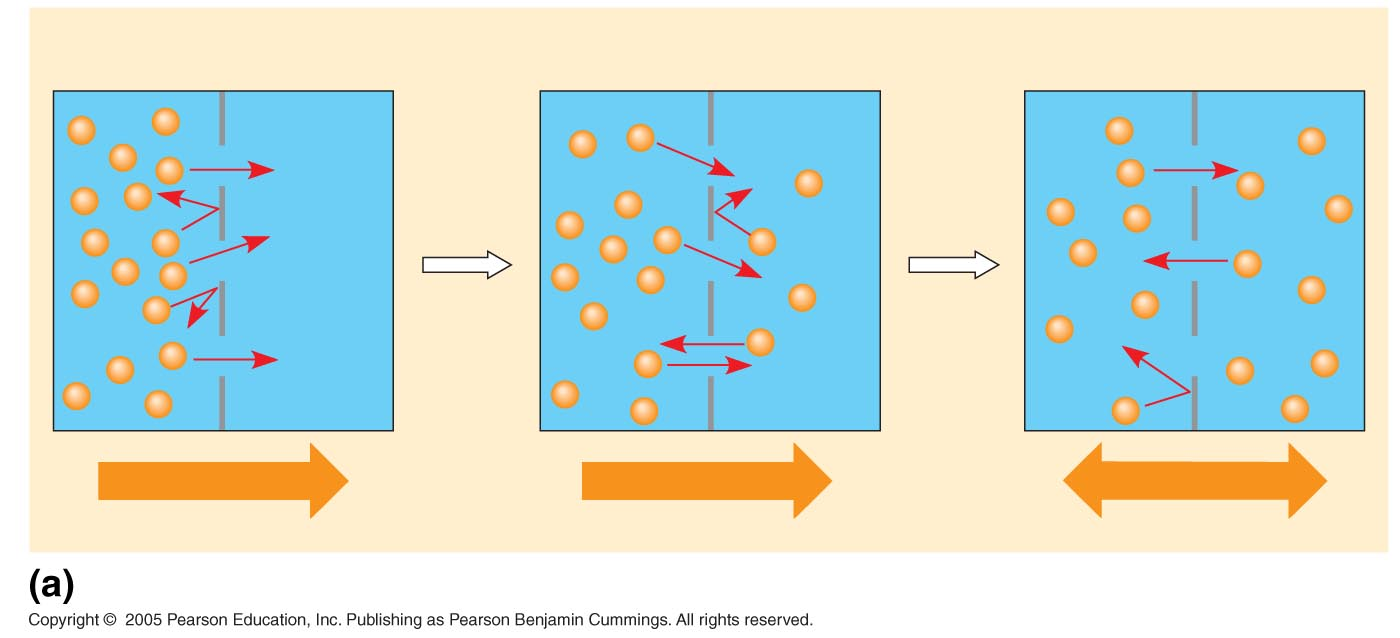 (a)
Copyright © 2005 Pearson Education, Inc. Publishing as Pearson Benjamin Cummings. All rights reserved.